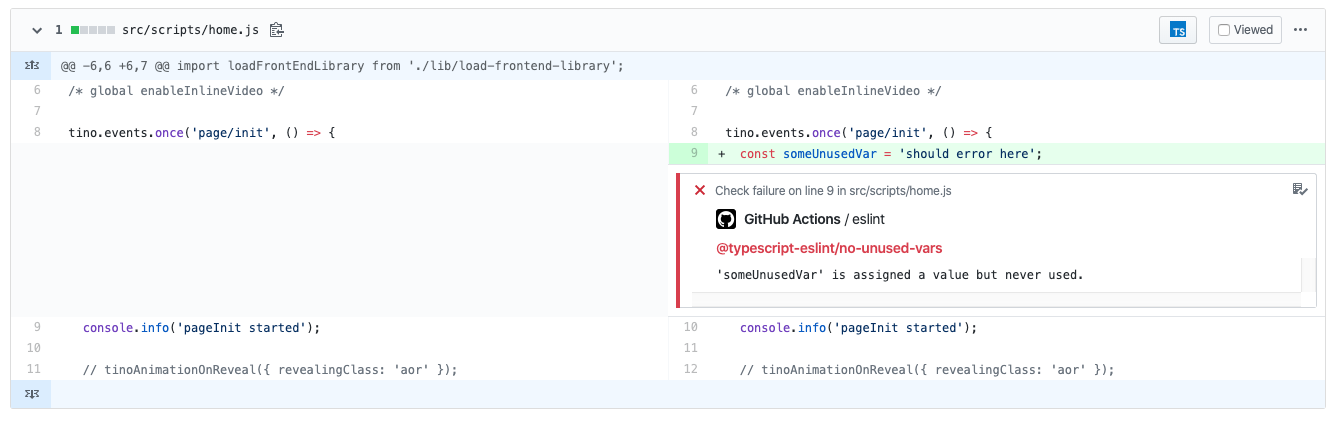 1 src/scripts/home.js TS Viewed
@@ -6,6 +6,7 @@ import loadFrontEndLibrary from './lib/load-frontend-library';
6 /* global enableInlineVideo */ 6 /* global enableInlineVideo */
7 7
8 tino.events.once('page/init', () => { 8 tino.events.once('page/init', () => {
9 + const someUnusedVar = 'should error here';
Check failure on line 9 in src/scripts/home.js
GitHub Actions / eslint
@typescript-eslint/no-unused-vars
'someUnusedVar' is assigned a value but never used.
9 console.info('pageInit started'); 10 console.info('pageInit started');
10 11
11 // tinoAnimationOnReveal({ revealingClass: 'aor' }); 12 // tinoAnimationOnReveal({ revealingClass: 'aor' });